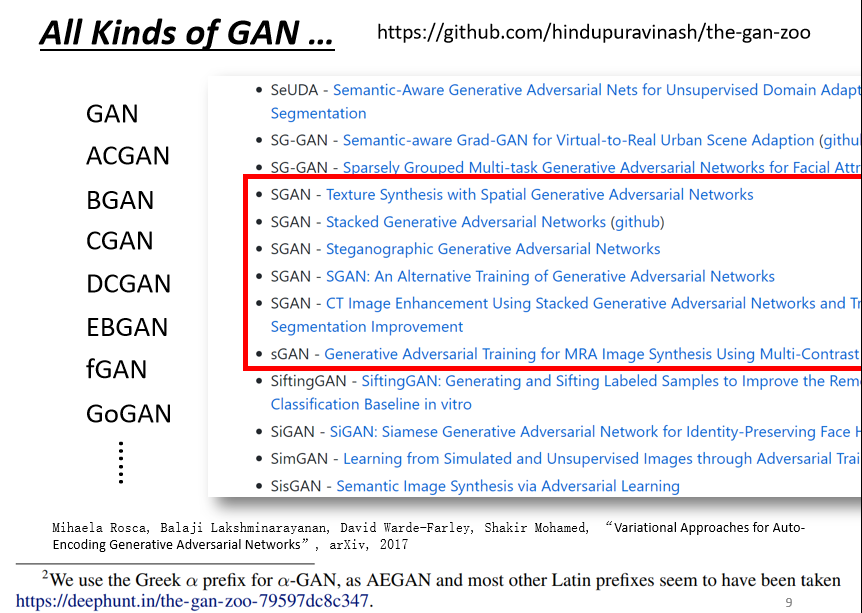 All Kinds of GAN …
https://github.com/hindupuravinash/the-gan-zoo
GAN
ACGAN
BGAN
CGAN
DCGAN
EBGAN
fGAN
GoGAN
• SeUDA - Semantic-Aware Generative Adversarial Nets for Unsupervised Domain Adapt
Segmentation
• SG-GAN - Semantic-aware Grad-GAN for Virtual-to-Real Urban Scene Adaption (githu
• SG-GAN - Sparsely Grouped Multi-task Generative Adversarial Networks for Facial Attr
• SGAN - Texture Synthesis with Spatial Generative Adversarial Networks
• SGAN - Stacked Generative Adversarial Networks (github)
• SGAN - Steganographic Generative Adversarial Networks
• SGAN - SGAN: An Alternative Training of Generative Adversarial Networks
• SGAN - CT Image Enhancement Using Stacked Generative Adversarial Networks and Tr
Segmentation Improvement
• sGAN - Generative Adversarial Training for MRA Image Synthesis Using Multi-Contrast
• SiftingGAN - SiftingGAN: Generating and Sifting Labeled Samples to Improve the Rem
Classification Baseline in vitro
• SiGAN - SiGAN: Siamese Generative Adversarial Network for Identity-Preserving Face H
• SimGAN - Learning from Simulated and Unsupervised Images through Adversarial Trai
• SisGAN - Semantic Image Synthesis via Adversarial Learning
Mihaela Rosca, Balaji Lakshminarayanan, David Warde-Farley, Shakir Mohamed, “Variational Approaches for Auto-
Encoding Generative Adversarial Networks”, arXiv, 2017
²We use the Greek α prefix for α-GAN, as AEGAN and most other Latin prefixes seem to have been taken
https://deephunt.in/the-gan-zoo-79597dc8c347.
9